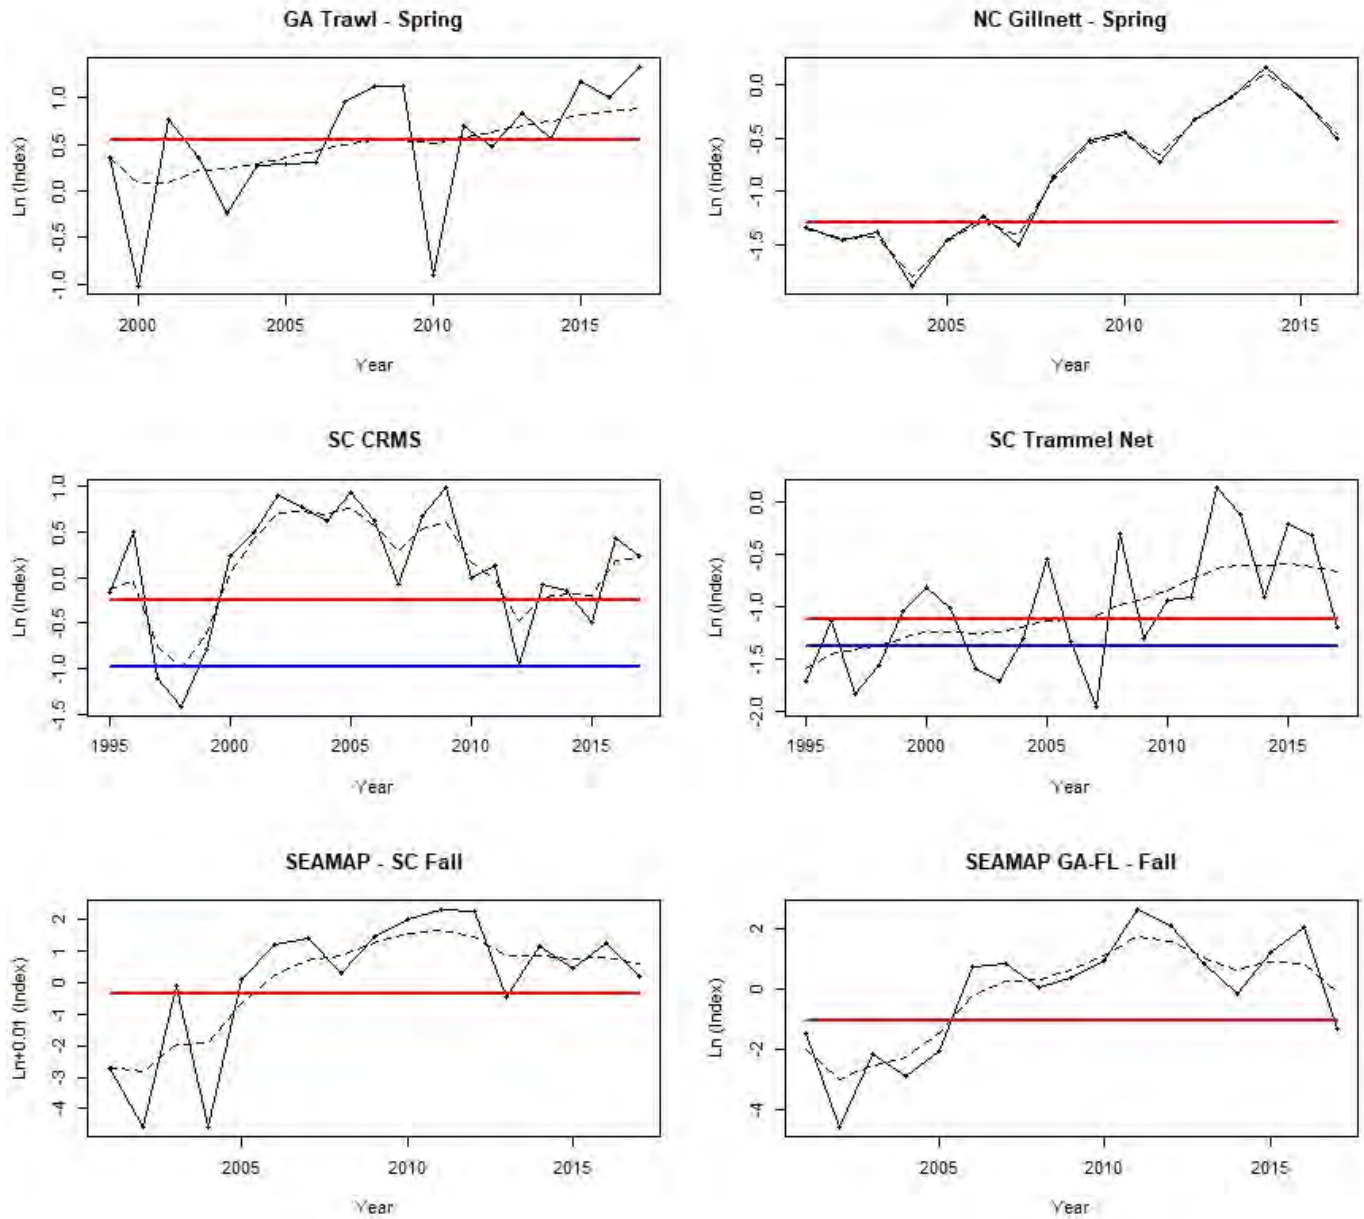 GA Trawl - Spring
Ln (Index)
1.0
0.5
0.0
-0.5
-1.0
2000 2005 2010 2015
Year
NC Gillnett - Spring
Ln (Index)
0.0
-0.5
-1.0
-1.5
2005 2010 2015
Year
SC CRMS
Ln (Index)
1.0
0.5
0.0
-0.5
-1.0
-1.5
1995 2000 2005 2010 2015
Year
SC Trammel Net
Ln (Index)
0.0
-0.5
-1.0
-1.5
-2.0
1995 2000 2005 2010 2015
Year
SEAMAP - SC Fall
Ln+0.01 (Index)
2
1
0
-1
-2
-3
-4
2005 2010 2015
Year
SEAMAP GA-FL - Fall
Ln (Index)
2
0
-2
-4
2005 2010 2015
Year